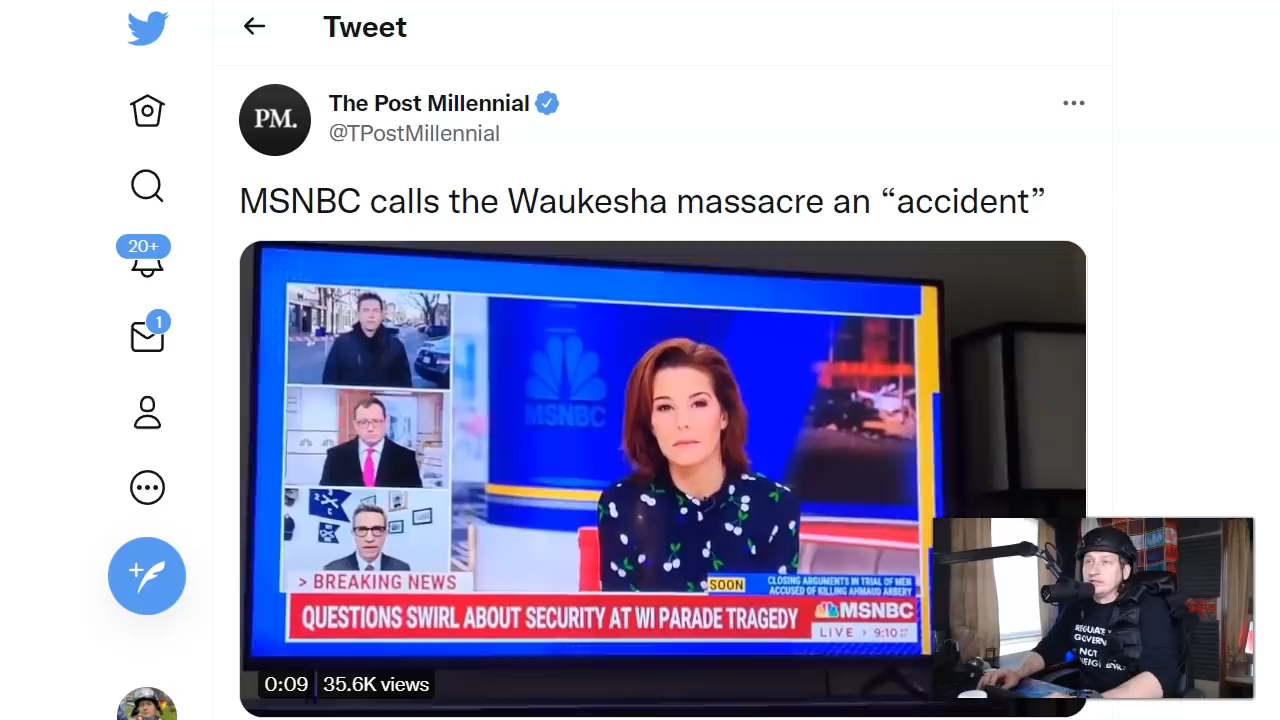 Tweet
PM.
The Post Millennial
@TPostMillennial
MSNBC calls the Waukesha massacre an “accident”
20+
1
MSNBC
> BREAKING NEWS
SOON
CLOSING ARGUMENTS IN TRIAL OF MEN
ACCUSED OF KILLING AHMAUD ARBERY
QUESTIONS SWIRL ABOUT SECURITY AT WI PARADE TRAGEDY
MSNBC
LIVE > 9:10
0:09
35.6K views
GOVERN
NOT